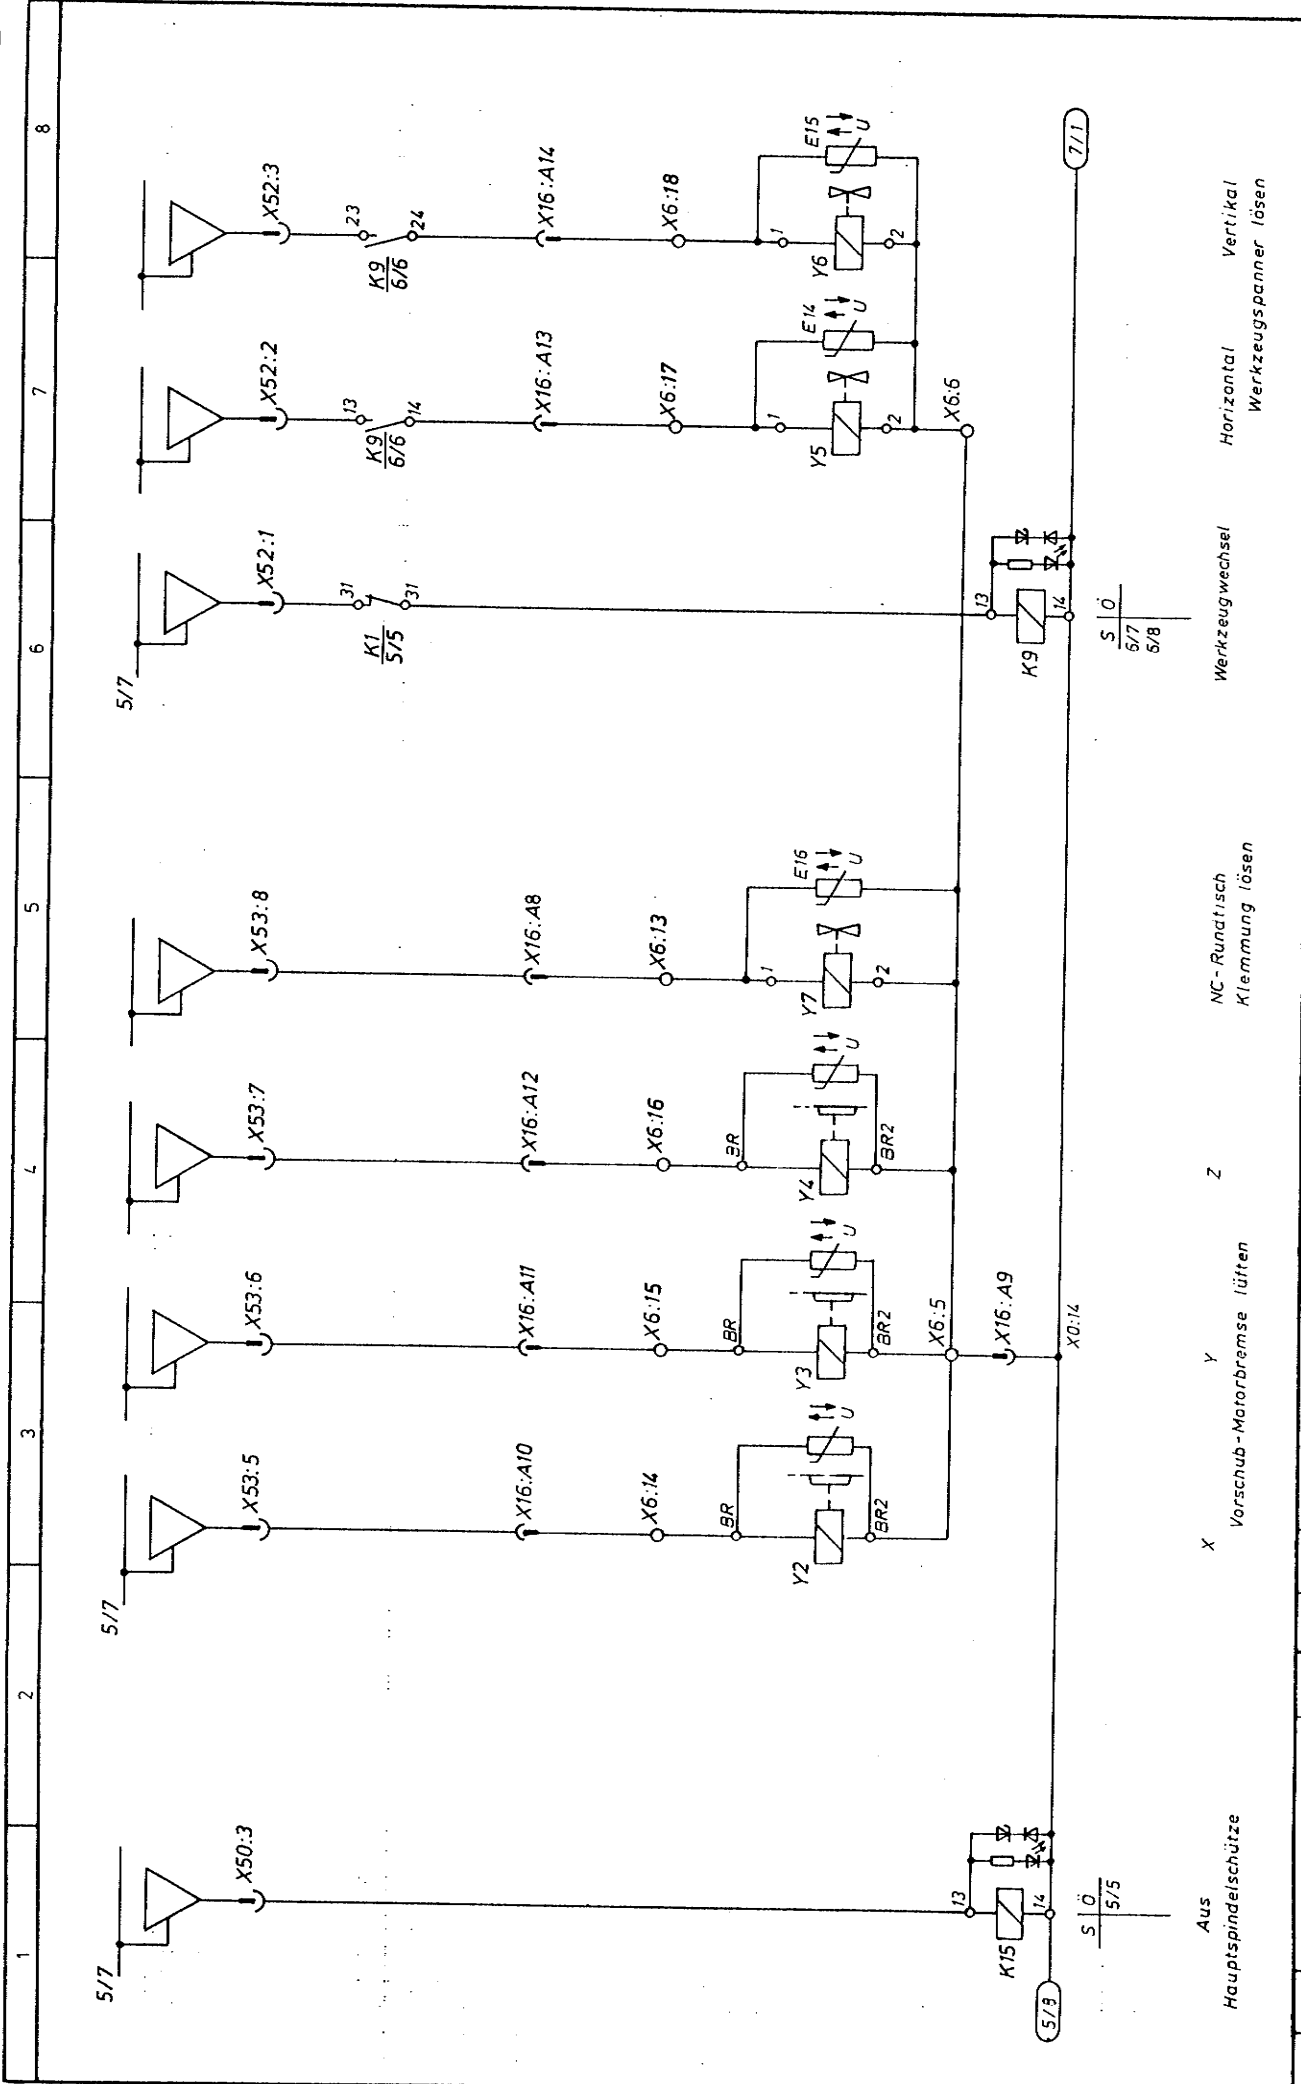 1
2
3
4
5
6
7
8
5/7
X50:3
13
K15
14
5/8
S Ö
5/5
Aus
Hauptspindelschütze
5/7
X53:5
X16:A10
X6:14
BR
Y2
U
BR2
X
X53:6
X16:A11
X6:15
BR
Y3
U
BR2
X6:5
X16:A9
X0:14
Y
X53:7
X16:A12
X6:16
BR
Y4
U
BR2
Z
Vorschub-Motorbremse lüften
X53:8
X16:A8
X6:13
1
Y7
2
E16
U
NC-Rundtisch
Klemmung lösen
5/7
X52:1
31
K1
5/5
31
13
K9
14
S Ö
6/7
6/8
Werkzeugwechsel
X52:2
13
K9
6/6
14
X16:A13
X6:17
1
Y5
2
E14
U
X6:6
Horizontal
X52:3
23
K9
6/6
24
X16:A14
X6:18
1
Y6
2
E15
U
7/1
Vertikal
Werkzeugspanner lösen